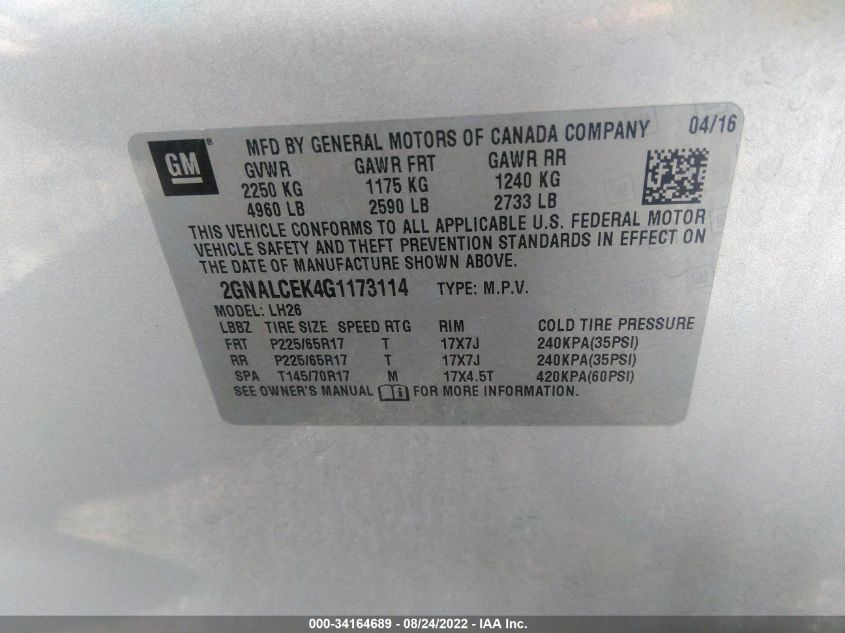 GM ®
MFD BY GENERAL MOTORS OF CANADA COMPANY 04/16
GVWR GAWR FRT GAWR RR
2250 KG 1175 KG 1240 KG
4960 LB 2590 LB 2733 LB
THIS VEHICLE CONFORMS TO ALL APPLICABLE U.S. FEDERAL MOTOR
VEHICLE SAFETY AND THEFT PREVENTION STANDARDS IN EFFECT ON
THE DATE OF MANUFACTURE SHOWN ABOVE.
2GNALCEK4G1173114 TYPE: M.P.V.
MODEL: LH26
LBBZ TIRE SIZE SPEED RTG RIM COLD TIRE PRESSURE
FRT P225/65R17 T 17X7J 240KPA(35PSI)
RR P225/65R17 T 17X7J 240KPA(35PSI)
SPA T145/70R17 M 17X4.5T 420KPA(60PSI)
SEE OWNER'S MANUAL FOR MORE INFORMATION.
000-34164689 - 08/24/2022 - IAA Inc.